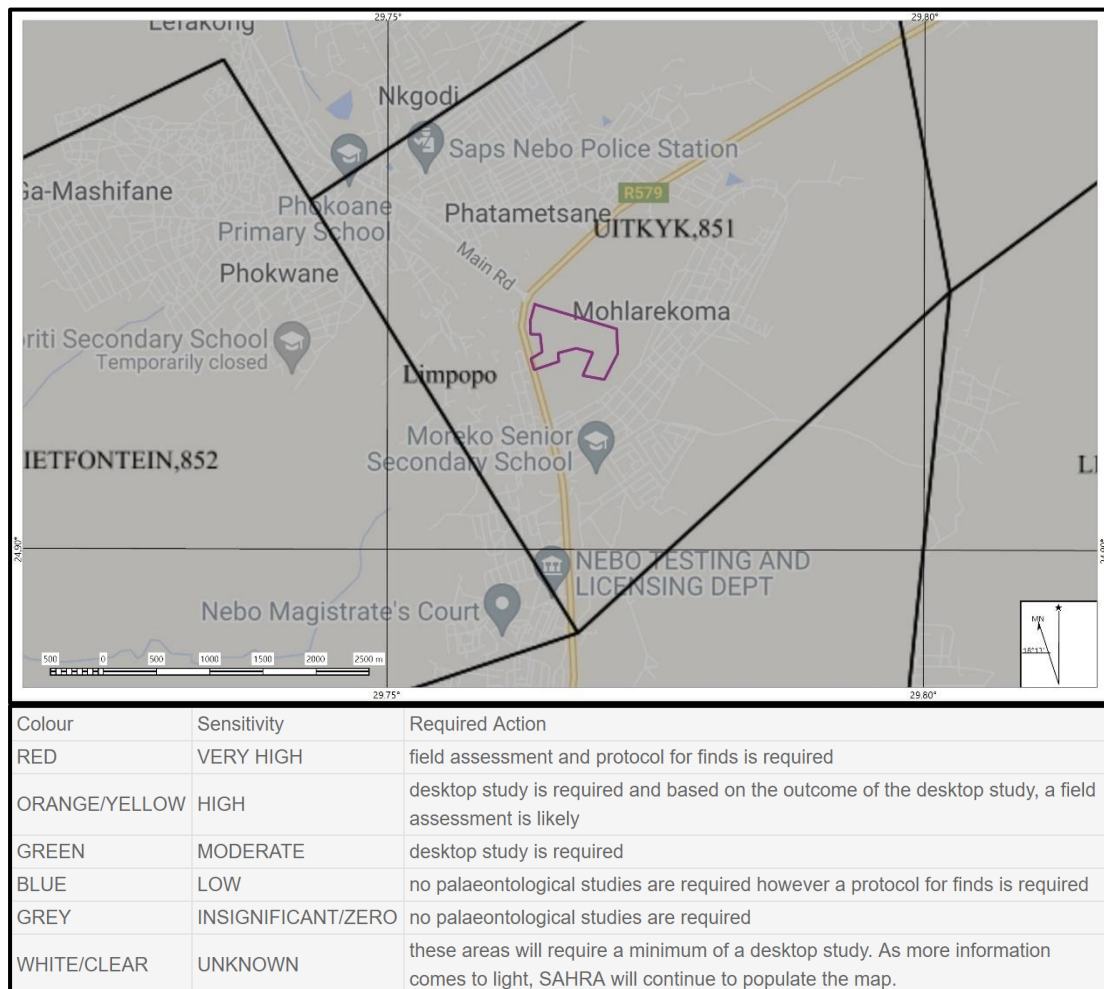 29.75°
29.80°
Lefakong
Nkgodi
Saps Nebo Police Station
Ga-Mashifane
R579
Phokoane
Primary School
Phatametsane
UITKYK,851
Main Rd
Phokwane
Mohlarekoma
riti Secondary School
Temporarily closed
Limpopo
Moreko Senior
Secondary School
IETFONTEIN,852
LI
24.90°
24.90°
NEBO TESTING AND
LICENSING DEPT
Nebo Magistrate's Court
MN
500 0 500 1000 1500 2000 2500 m
29.75°
29.80°
Colour Sensitivity Required Action
RED VERY HIGH field assessment and protocol for finds is required
ORANGE/YELLOW HIGH desktop study is required and based on the outcome of the desktop study, a field
assessment is likely
GREEN MODERATE desktop study is required
BLUE LOW no palaeontological studies are required however a protocol for finds is required
GREY INSIGNIFICANT/ZERO no palaeontological studies are required
WHITE/CLEAR UNKNOWN these areas will require a minimum of a desktop study. As more information
comes to light, SAHRA will continue to populate the map.